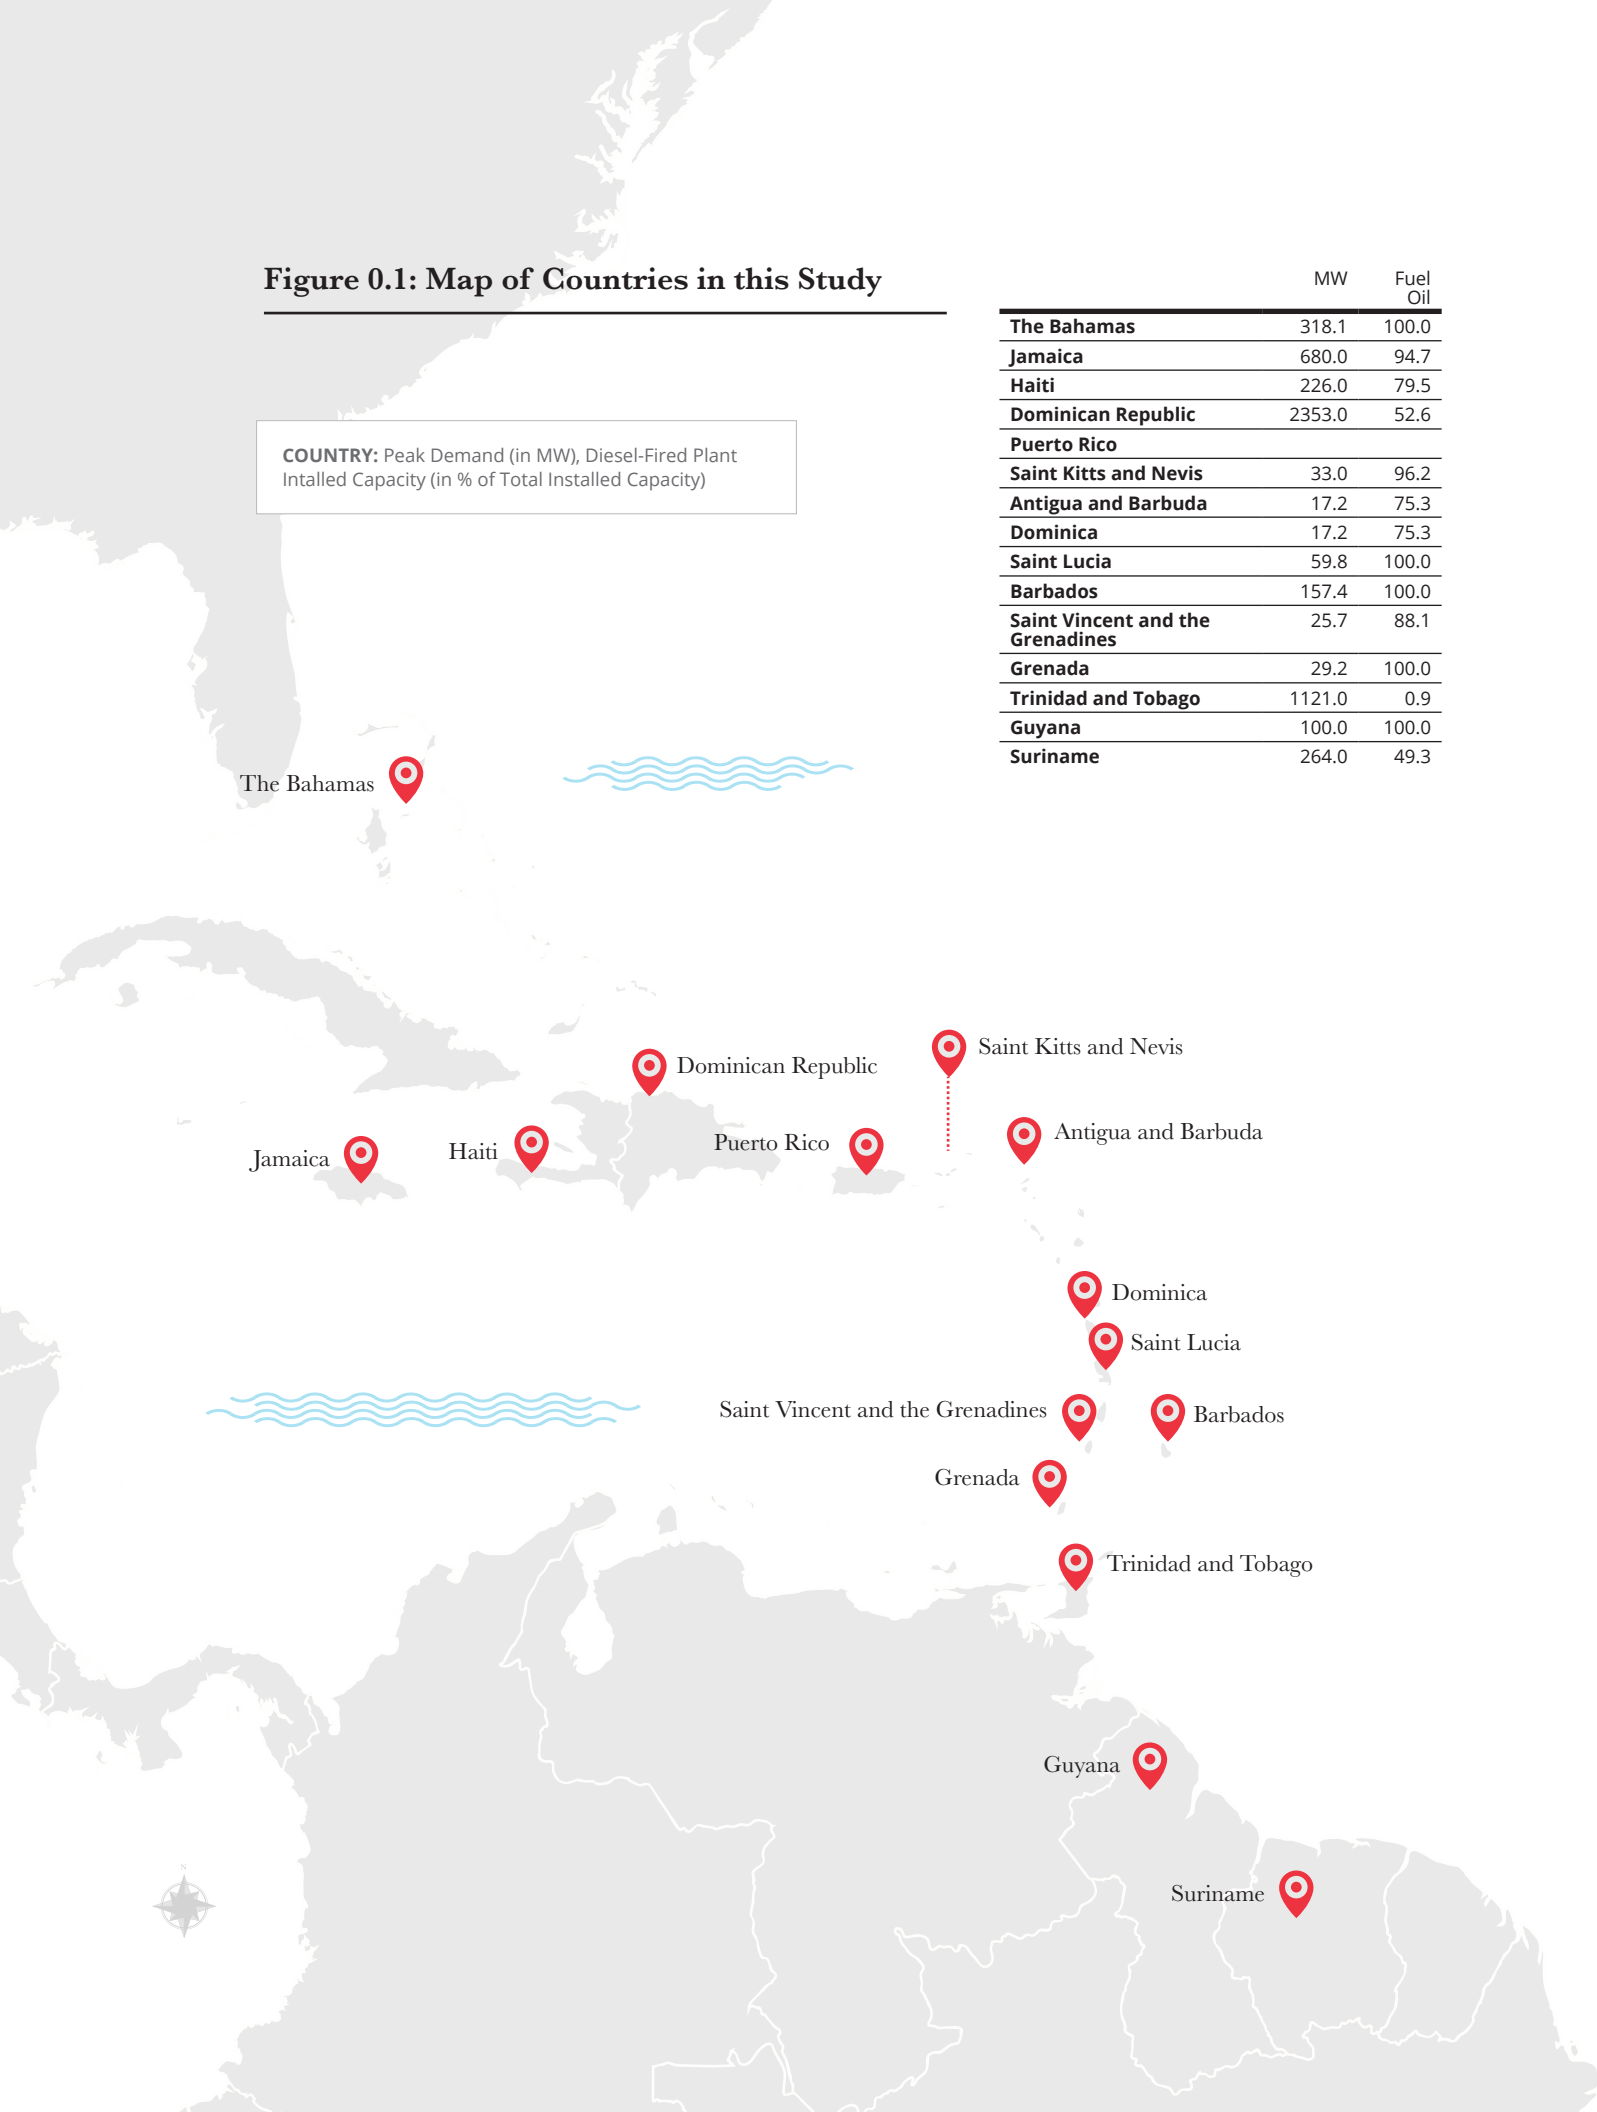 Figure 0.1: Map of Countries in this Study
COUNTRY: Peak Demand (in MW), Diesel-Fired Plant
Intalled Capacity (in % of Total Installed Capacity)
MW Fuel
Oil
The Bahamas 318.1 100.0
Jamaica 680.0 94.7
Haiti 226.0 79.5
Dominican Republic 2353.0 52.6
Puerto Rico
Saint Kitts and Nevis 33.0 96.2
Antigua and Barbuda 17.2 75.3
Dominica 17.2 75.3
Saint Lucia 59.8 100.0
Barbados 157.4 100.0
Saint Vincent and the 25.7 88.1
Grenadines
Grenada 29.2 100.0
Trinidad and Tobago 1121.0 0.9
Guyana 100.0 100.0
Suriname 264.0 49.3
The Bahamas
Saint Kitts and Nevis
Dominican Republic
Antigua and Barbuda
Puerto Rico
Haiti
Jamaica
Dominica
Saint Lucia
Saint Vincent and the Grenadines
Barbados
Grenada
Trinidad and Tobago
Guyana
N
Suriname